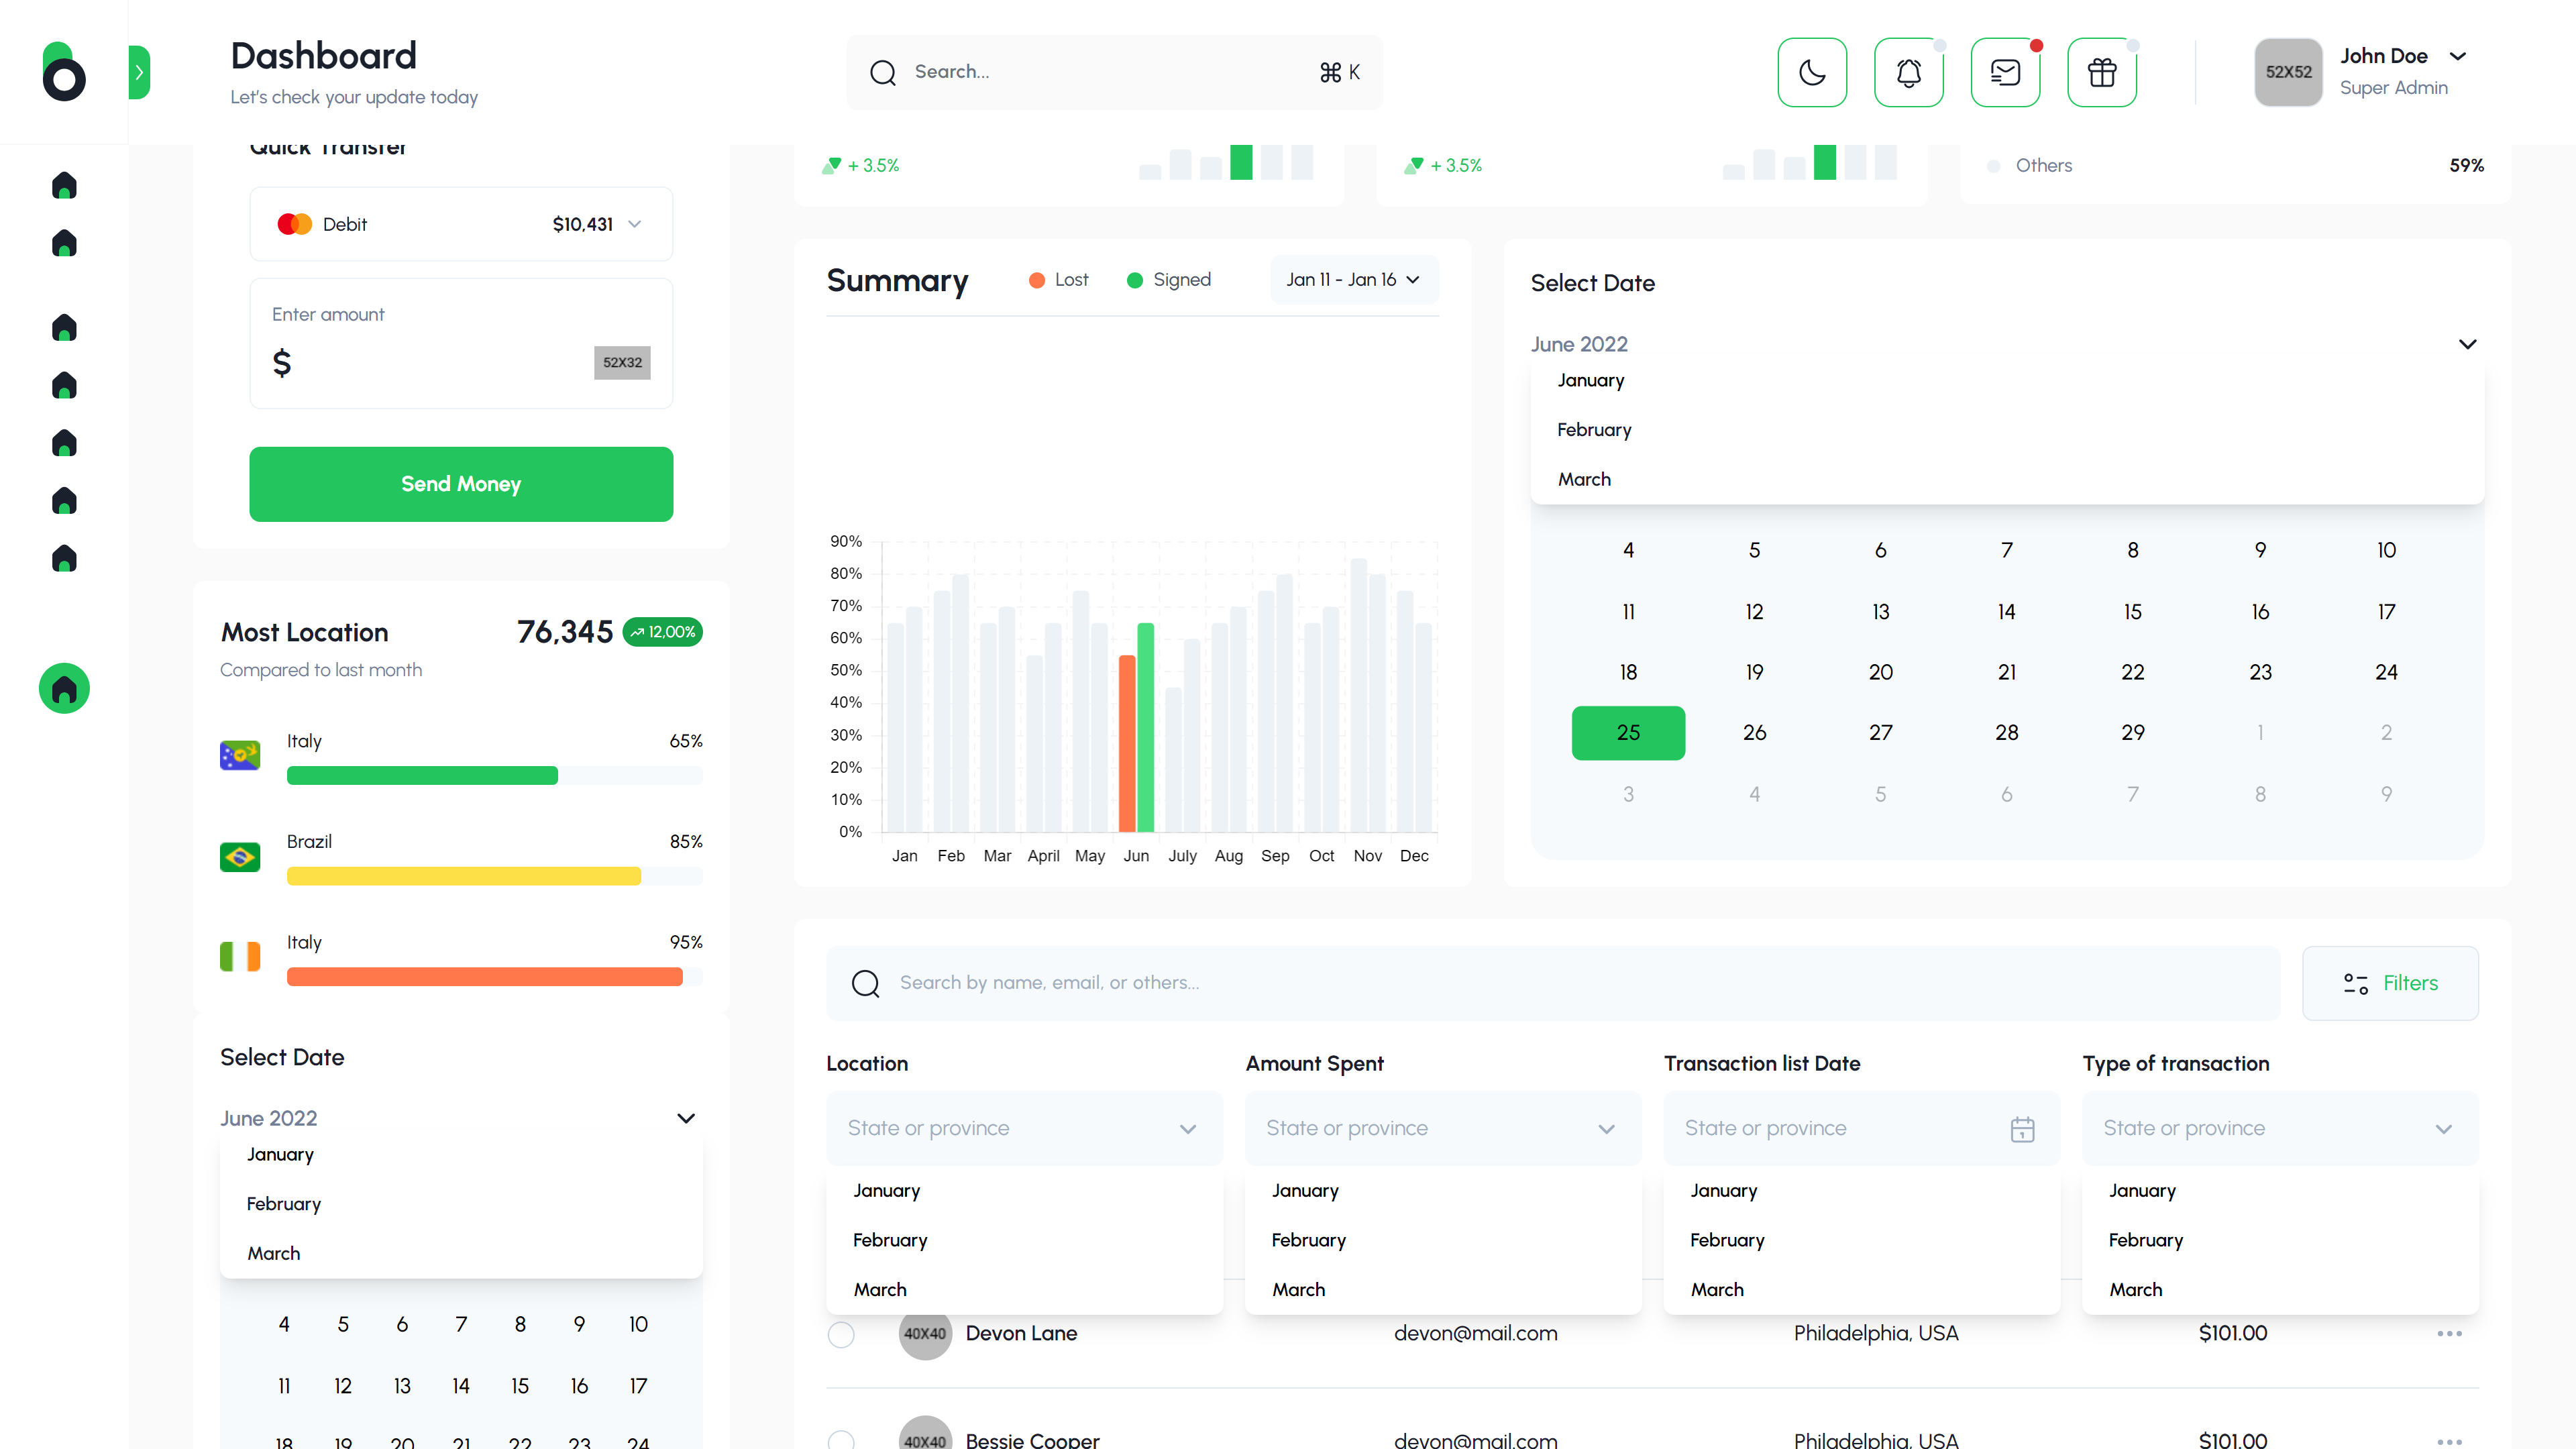 Dashboard
Let's check your update today
Search...
⌘ K
John Doe
Super Admin
52X52
Quick Transfer
Debit
$10,431
Enter amount
$
52X32
Send Money
Most Location
76,345
12,00%
Compared to last month
Italy
65%
Brazil
85%
Italy
95%
Select Date
June 2022
January
February
March
4 5 6 7 8 9 10
11 12 13 14 15 16 17
18 19 20 21 22 23 24
+ 3.5%
+ 3.5%
Others
59%
Summary
Lost
Signed
Jan 11 - Jan 16
90%
80%
70%
60%
50%
40%
30%
20%
10%
0%
Jan Feb Mar April May Jun July Aug Sep Oct Nov Dec
Select Date
June 2022
January
February
March
4 5 6 7 8 9 10
11 12 13 14 15 16 17
18 19 20 21 22 23 24
25 26 27 28 29 1 2
3 4 5 6 7 8 9
Search by name, email, or others...
Filters
Location
State or province
January
February
March
Amount Spent
State or province
January
February
March
Transaction list Date
State or province
January
February
March
Type of transaction
State or province
January
February
March
40X40 Devon Lane devon@mail.com Philadelphia, USA $101.00
40X40 Bessie Cooper devon@mail.com Philadelphia, USA $101.00